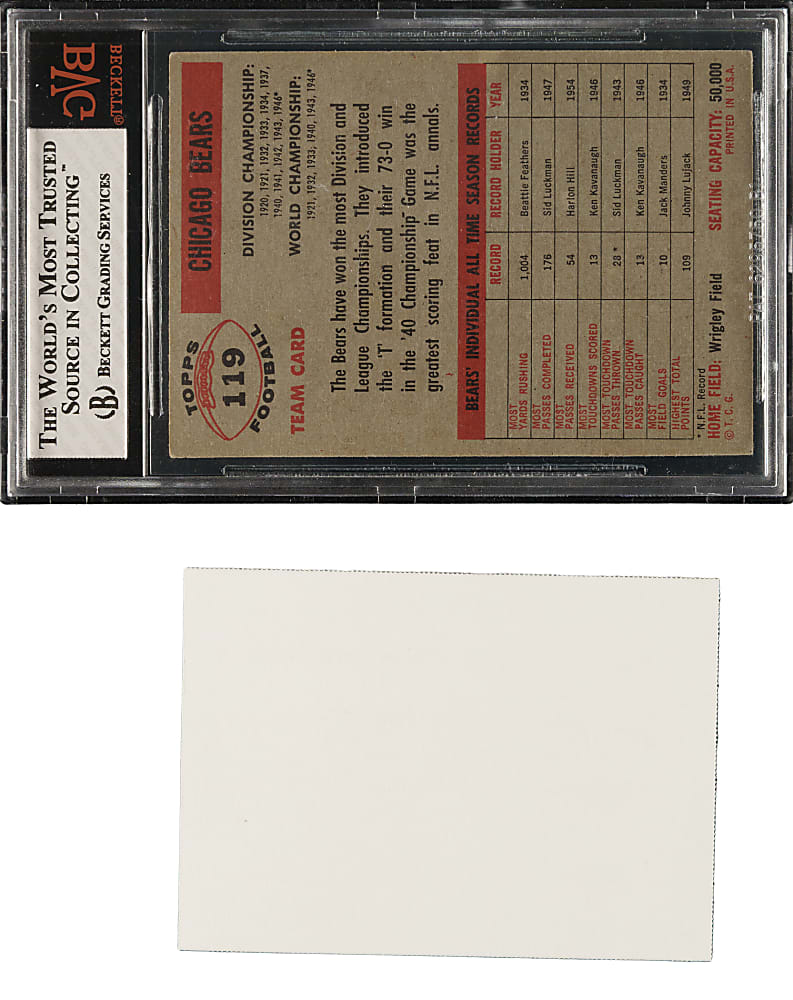 BECKETT®
BVG
THE WORLD'S MOST TRUSTED
SOURCE IN COLLECTING™
(B) BECKETT GRADING SERVICES
TOPPS
119
FOOTBALL
CHICAGO BEARS
TEAM CARD
DIVISION CHAMPIONSHIP:
1920, 1921, 1932, 1933, 1934, 1937,
1940, 1941, 1942, 1943, 1946*
WORLD CHAMPIONSHIP:
1921, 1932, 1933, 1940, 1943, 1946*
The Bears have won the most Division and
League Championships. They introduced
the 'T' formation and their 73-0 win
in the '40 Championship Game was the
greatest scoring feat in N.F.L. annals.
BEARS' INDIVIDUAL ALL TIME SEASON RECORDS
RECORD RECORD HOLDER YEAR
MOST YARDS RUSHING 1,004 Beattie Feathers 1934
MOST PASSES COMPLETED 176 Sid Luckman 1947
MOST PASSES RECEIVED 54 Harlon Hill 1954
MOST TOUCHDOWNS SCORED 13 Ken Kavanaugh 1946
MOST TOUCHDOWN PASSES THROWN 28* Sid Luckman 1943
MOST TOUCHDOWN PASSES CAUGHT 13 Ken Kavanaugh 1946
MOST FIELD GOALS 10 Jack Manders 1934
HIGHEST TOTAL POINTS 109 Johnny Lujack 1949
* N.F.L. Record
HOME FIELD: Wrigley Field SEATING CAPACITY: 50,000
© T. C. G. PRINTED IN U.S.A.